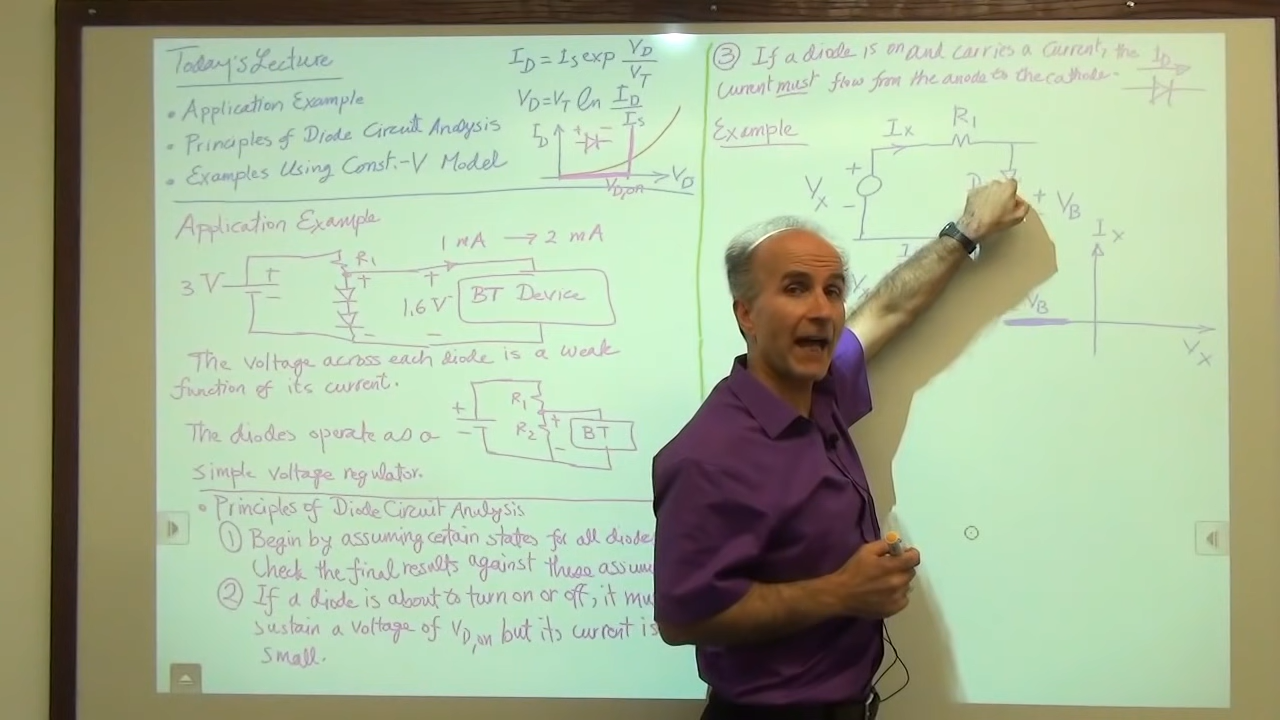 Today's Lecture
• Application Example
• Principles of Diode Circuit Analysis
• Examples Using Const.-V Model
I_D = I_S exp V_D / V_T
V_D = V_T ln I_D / I_S
I_D
+ −
V_D,on
V_D
Application Example
1 mA → 2 mA
3 V
+
−
R1
+
−
+
1.6 V
−
BT Device
The voltage across each diode is a weak
function of its current.
The diodes operate as a
simple voltage regulator.
+
−
R1
R2
+
−
BT
• Principles of Diode Circuit Analysis
① Begin by assuming certain states for all diode
Check the final results against these
② If a diode is about to turn on or off, it
sustain a voltage of V_D,on but its current is
small.
③ If a diode is on and carries a current, the
current must flow from the anode to the cathode.
I_D
Example
I_X
R1
+
V_X
−
+
V_B
I_X
V_B
V_X